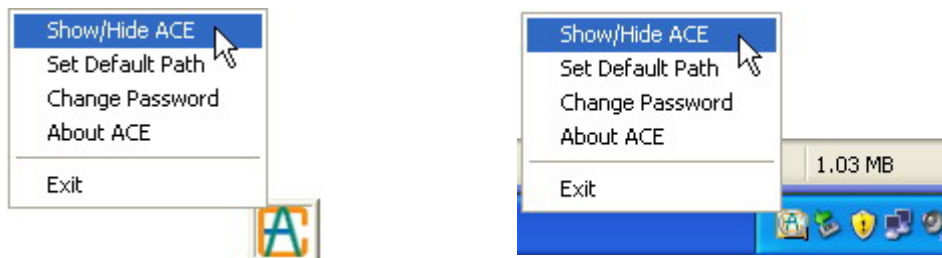 Show/Hide ACE
Set Default Path
Change Password
About ACE
Exit
Show/Hide ACE
Set Default Path
Change Password
About ACE
Exit
1.03 MB